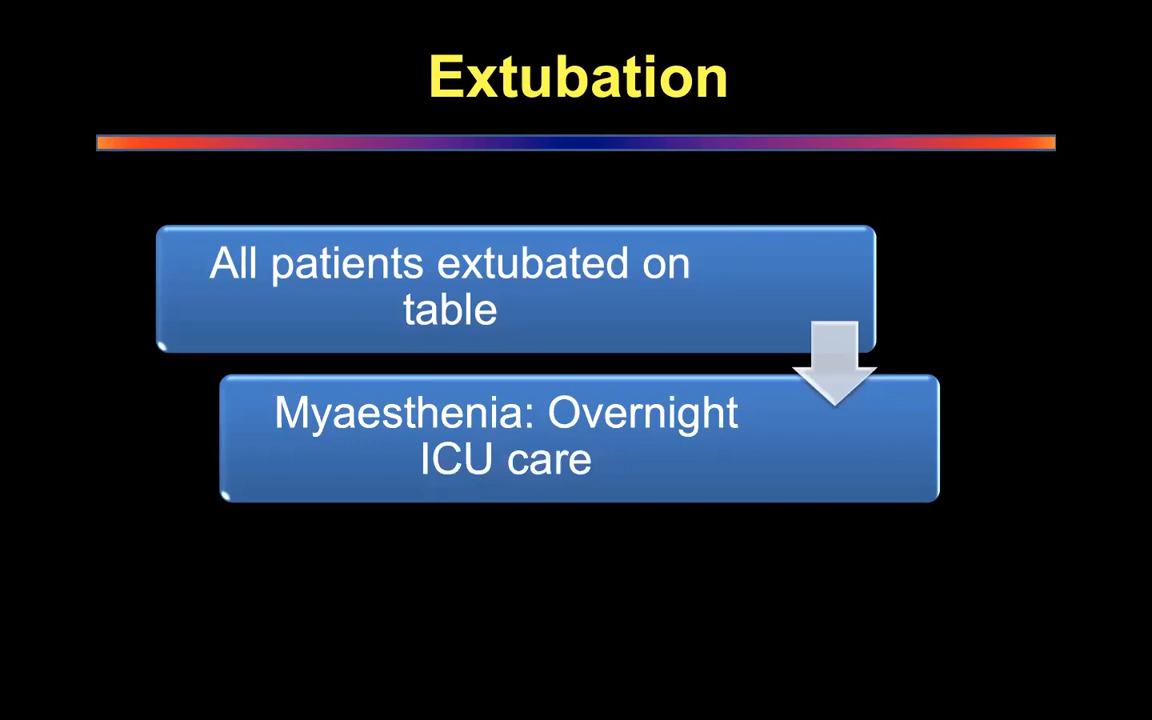 Extubation
All patients extubated on
table
Myaesthenia: Overnight
ICU care